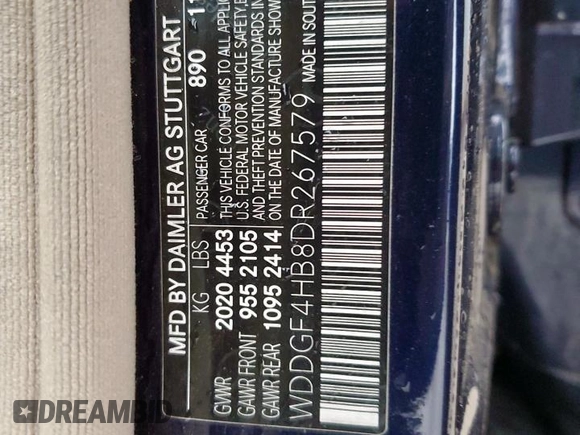 MFD BY DAIMLER AG STUTTGART
KG LBS PASSENGER CAR 890
GWWR 2020 4453 THIS VEHICLE CONFORMS TO ALL
GAWR FRONT 955 2105 U.S. FEDERAL MOTOR VEHICLE SAFETY,
GAWR REAR 1095 2414 AND THEFT PREVENTION STANDARDS IN
ON THE DATE OF MANUFACTURE SHOW
WDDGF4HB8DR267579 MADE IN SOUT
DREAMBID